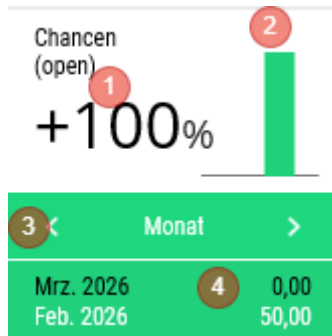 Chancen
(open)
1
2
+100%
3 < Monat >
Mrz. 2026 4 0,00
Feb. 2026 50,00